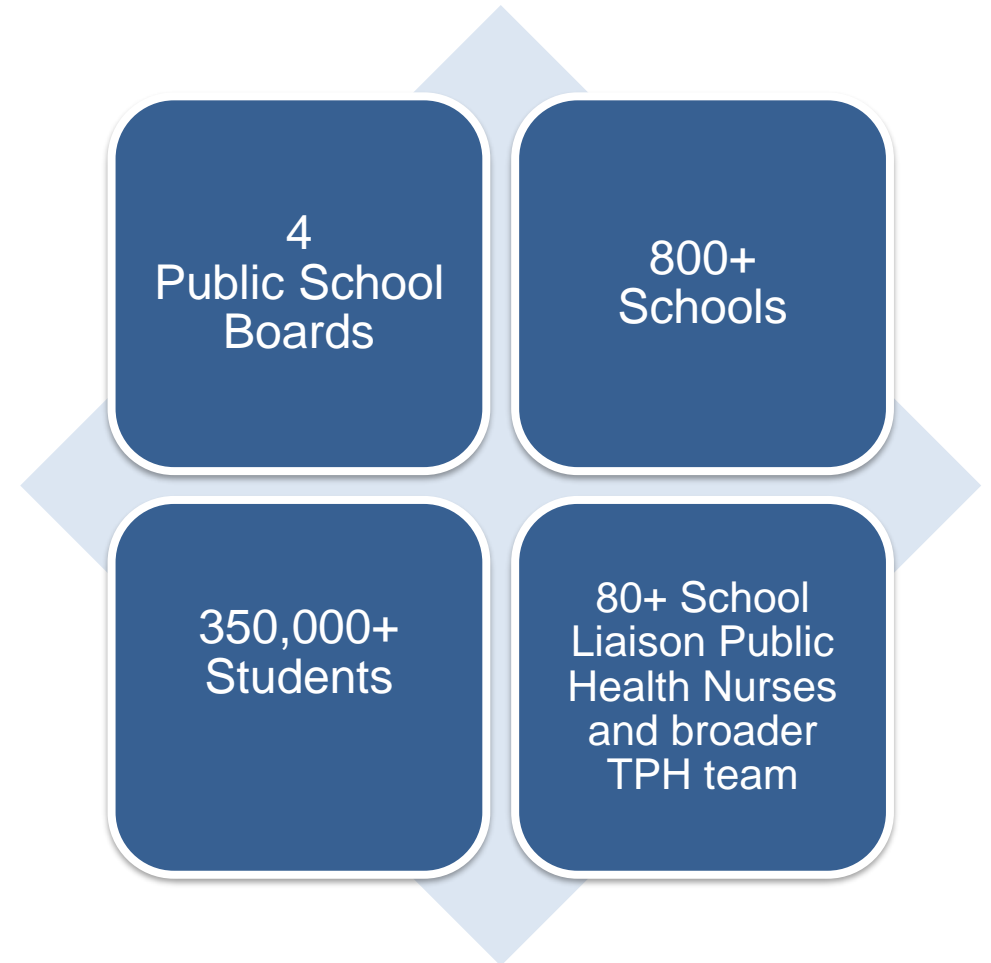 4
Public School
Boards
800+
Schools
350,000+
Students
80+ School
Liaison Public
Health Nurses
and broader
TPH team